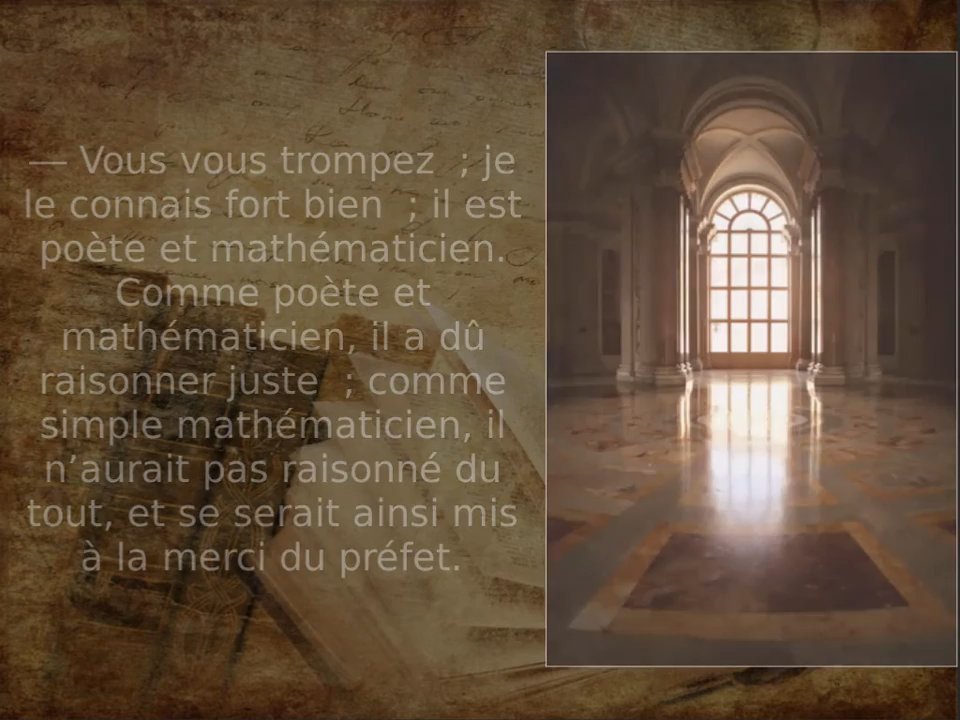 — Vous vous trompez  ; je
le connais fort bien  ; il est
poète et mathématicien.
Comme poète et
mathématicien, il a dû
raisonner juste  ; comme
simple mathématicien, il
n’aurait pas raisonné du
tout, et se serait ainsi mis
à la merci du préfet.